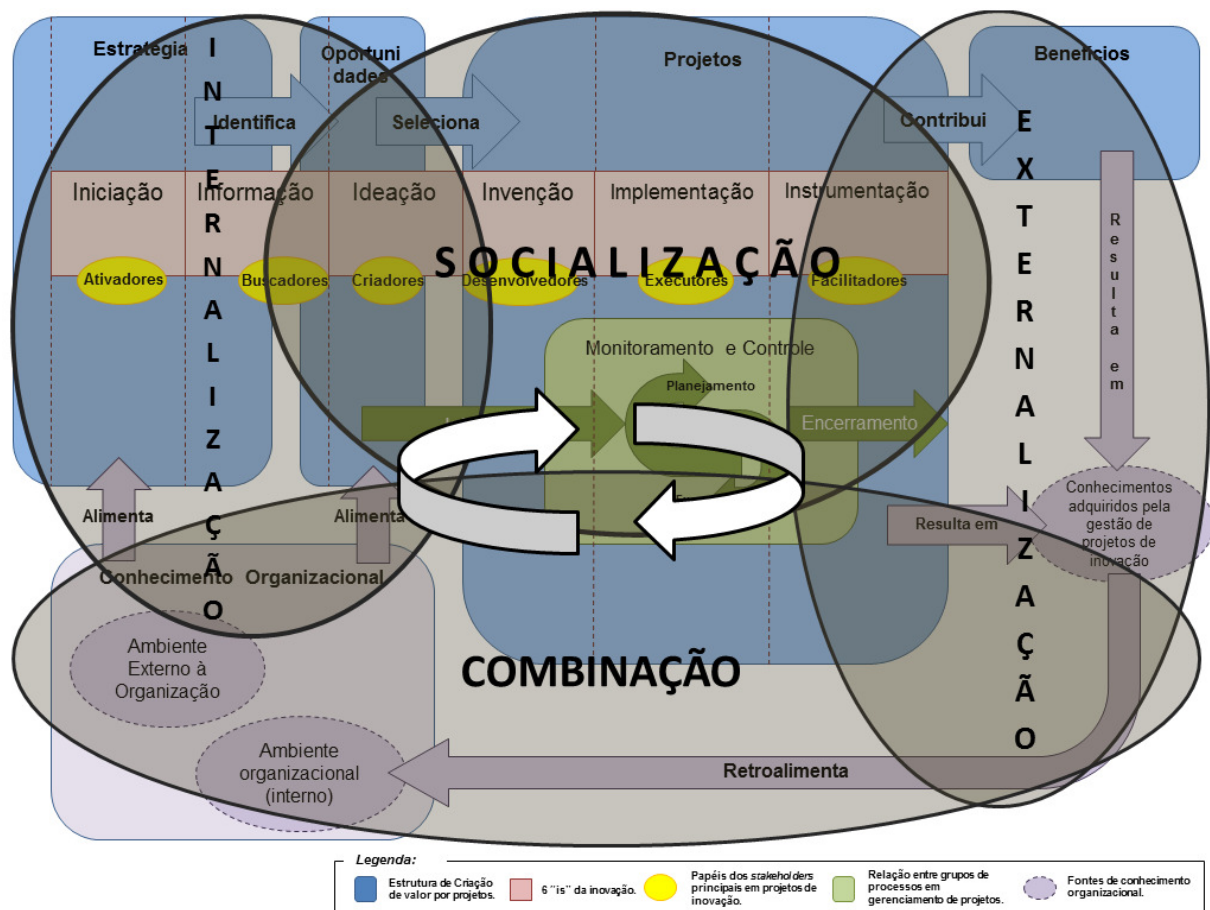 Estratégia
Oportuni
dades
Projetos
Benefícios
Identifica
Seleciona
Contribui
INTERNALIZAÇÃO
EXTERNALIZAÇÃO
Iniciação
Informação
Ideação
Invenção
Implementação
Instrumentação
SOCIALIZAÇÃO
Ativadores
Buscadores
Criadores
Desenvolvedores
Executores
Facilitadores
Resulta em
Monitoramento e Controle
Planejamento
Encerramento
Alimenta
Alimenta
Resulta em
Conhecimentos
adquiridos pela
gestão de
projetos de
inovação
Conhecimento Organizacional
Ambiente
Externo à
Organização
COMBINAÇÃO
Ambiente
organizacional
(interno)
Retroalimenta
Legenda:
Estrutura de Criação
de valor por projetos.
6 "is" da inovação.
Papéis dos stakeholders
principais em projetos de
inovação.
Relação entre grupos de
processos em
gerenciamento de projetos.
Fontes de conhecimento
organizacional.